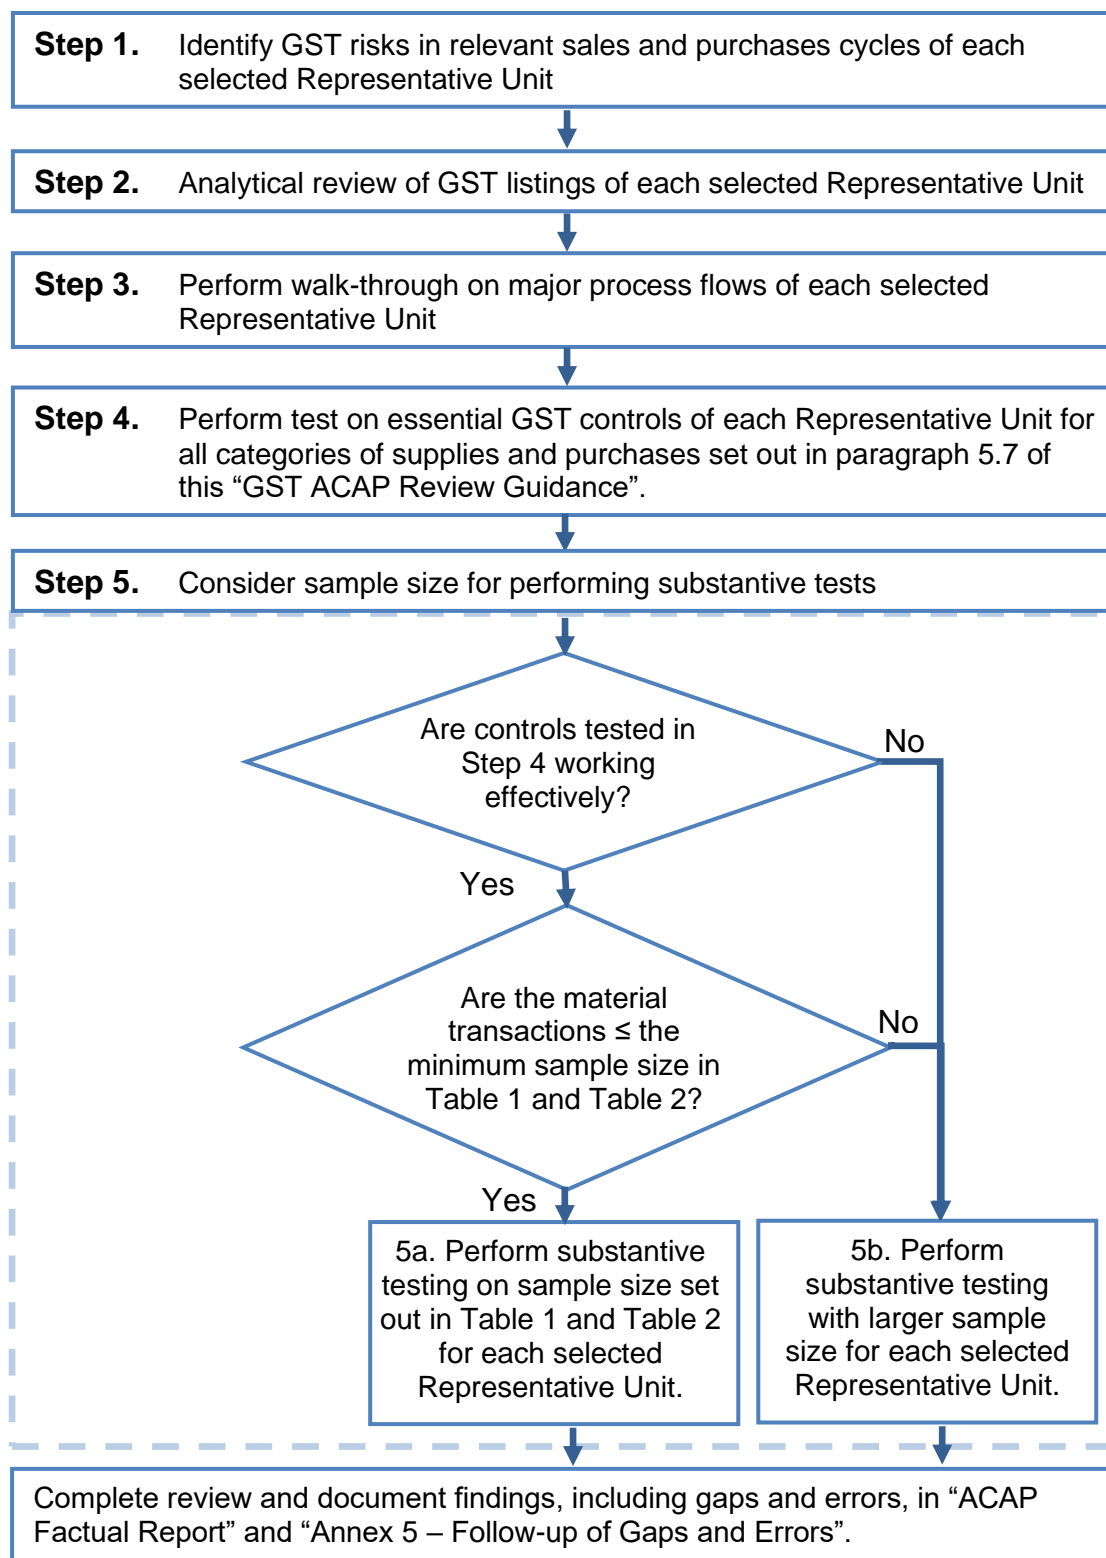 Step 1. Identify GST risks in relevant sales and purchases cycles of each
selected Representative Unit
Step 2. Analytical review of GST listings of each selected Representative Unit
Step 3. Perform walk-through on major process flows of each selected
Representative Unit
Step 4. Perform test on essential GST controls of each Representative Unit for
all categories of supplies and purchases set out in paragraph 5.7 of
this “GST ACAP Review Guidance”.
Step 5. Consider sample size for performing substantive tests
Are controls tested in
Step 4 working
effectively?
No
Yes
Are the material
transactions ≤ the
minimum sample size in
Table 1 and Table 2?
No
Yes
5a. Perform substantive
testing on sample size set
out in Table 1 and Table 2
for each selected
Representative Unit.
5b. Perform
substantive testing
with larger sample
size for each selected
Representative Unit.
Complete review and document findings, including gaps and errors, in “ACAP
Factual Report” and “Annex 5 – Follow-up of Gaps and Errors”.